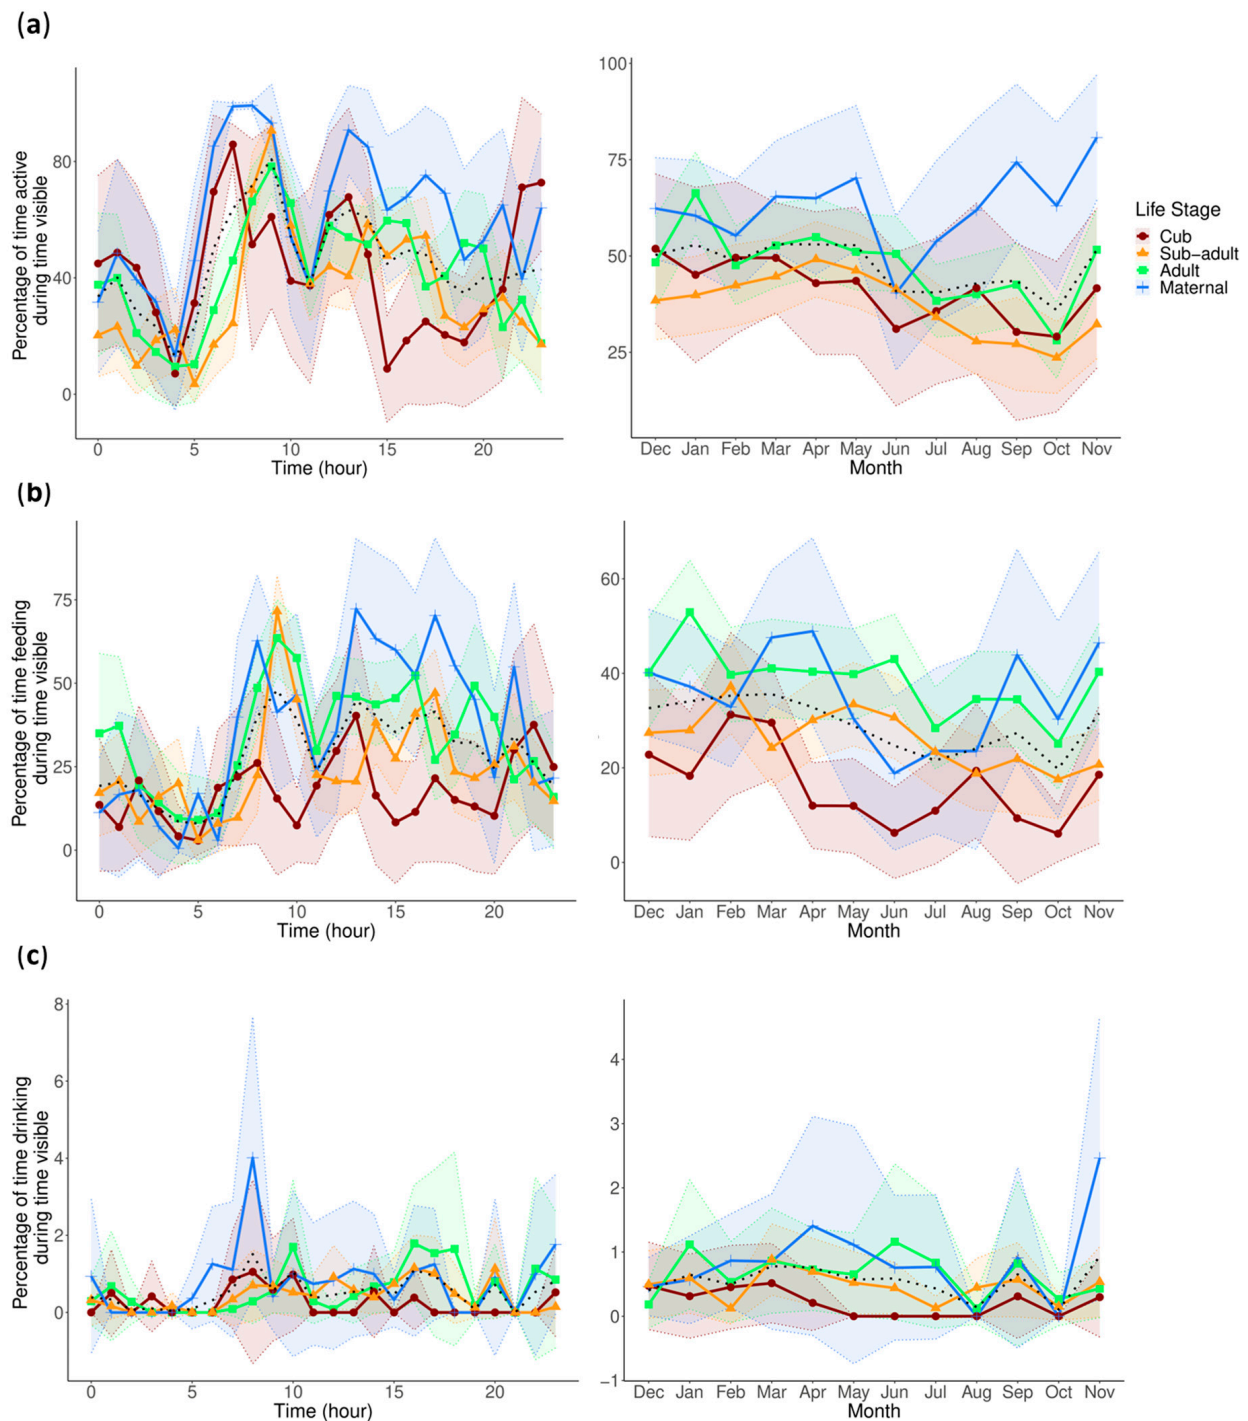 (a)
Percentage of time active
during time visible
80
40
0
0 5 10 15 20
Time (hour)
100
75
50
25
Dec Jan Feb Mar Apr May Jun Jul Aug Sep Oct Nov
Month
Life Stage
Cub
Sub-adult
Adult
Maternal
(b)
Percentage of time feeding
during time visible
75
50
25
0
0 5 10 15 20
Time (hour)
60
40
20
0
Dec Jan Feb Mar Apr May Jun Jul Aug Sep Oct Nov
Month
(c)
Percentage of time drinking
during time visible
8
6
4
2
0
0 5 10 15 20
Time (hour)
4
3
2
1
0
−1
Dec Jan Feb Mar Apr May Jun Jul Aug Sep Oct Nov
Month